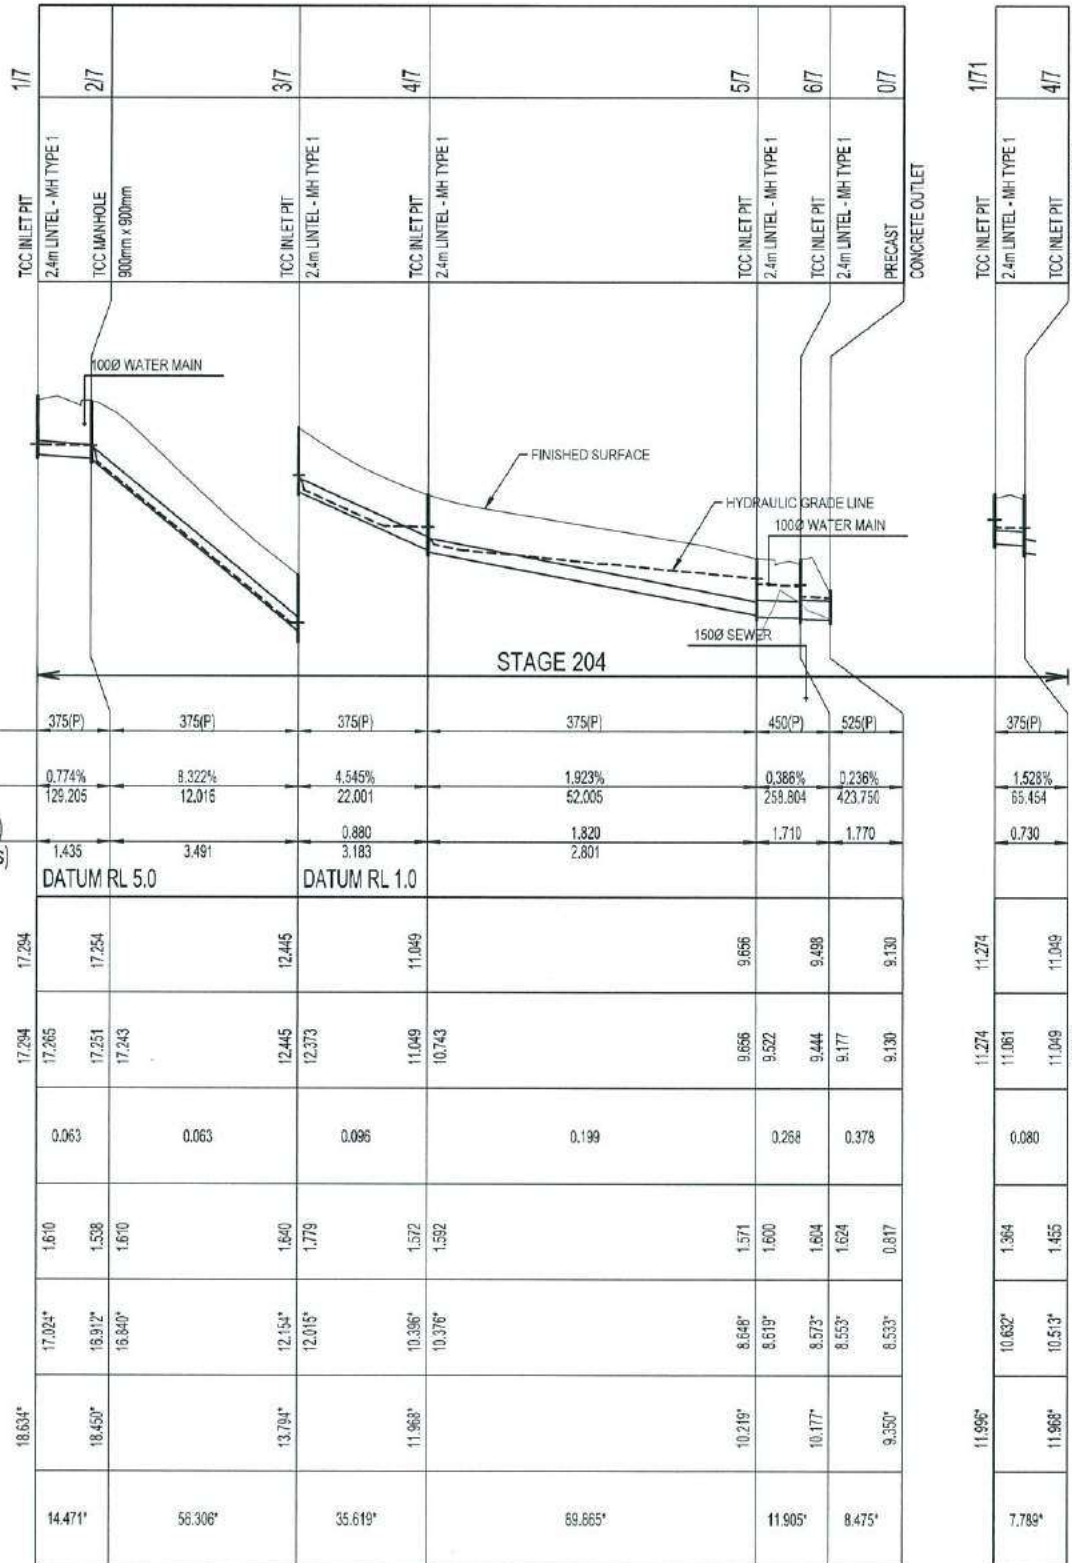 1/7
2/7
3/7
4/7
5/7
6/7
0/7
1/71
4/7
TCC INLET PIT
2.4m LINTEL - MH TYPE 1
TCC MANHOLE
900mm x 900mm
TCC INLET PIT
2.4m LINTEL - MH TYPE 1
TCC INLET PIT
2.4m LINTEL - MH TYPE 1
TCC INLET PIT
2.4m LINTEL - MH TYPE 1
TCC INLET PIT
2.4m LINTEL - MH TYPE 1
PRECAST
CONCRETE OUTLET
TCC INLET PIT
2.4m LINTEL - MH TYPE 1
TCC INLET PIT
100Ø WATER MAIN
FINISHED SURFACE
HYDRAULIC GRADE LINE
100Ø WATER MAIN
150Ø SEWER
STAGE 204
375(P) 375(P) 375(P) 375(P) 450(P) 525(P) 375(P)
0.774% 8.322% 4.545% 1.923% 0.386% 0.236% 1.528%
129.205 12.016 22.001 52.005 258.804 423.750 65.454
0.880 1.820 1.710 1.770 0.730
1.435 3.491 3.183 2.801
DATUM RL 5.0 DATUM RL 1.0
17.294 17.254 12.445 11.049 9.656 9.498 9.130 11.274 11.049
17.294 17.265 17.251 17.243 12.445 12.373 11.049 10.743 9.656 9.522 9.444 9.177 9.130 11.274 11.061 11.049
0.063 0.063 0.096 0.199 0.268 0.378 0.080
1.610 1.538 1.610 1.640 1.779 1.572 1.592 1.571 1.600 1.604 1.624 0.817 1.364 1.455
17.024* 16.912* 16.840* 12.154* 12.015* 10.396* 10.376* 8.648* 8.619* 8.573* 8.553* 8.533* 10.632* 10.513*
18.634* 18.450* 13.794* 11.968* 10.219* 10.177* 9.350* 11.996* 11.968*
14.471* 56.306* 35.619* 89.865* 11.905* 8.475* 7.789*